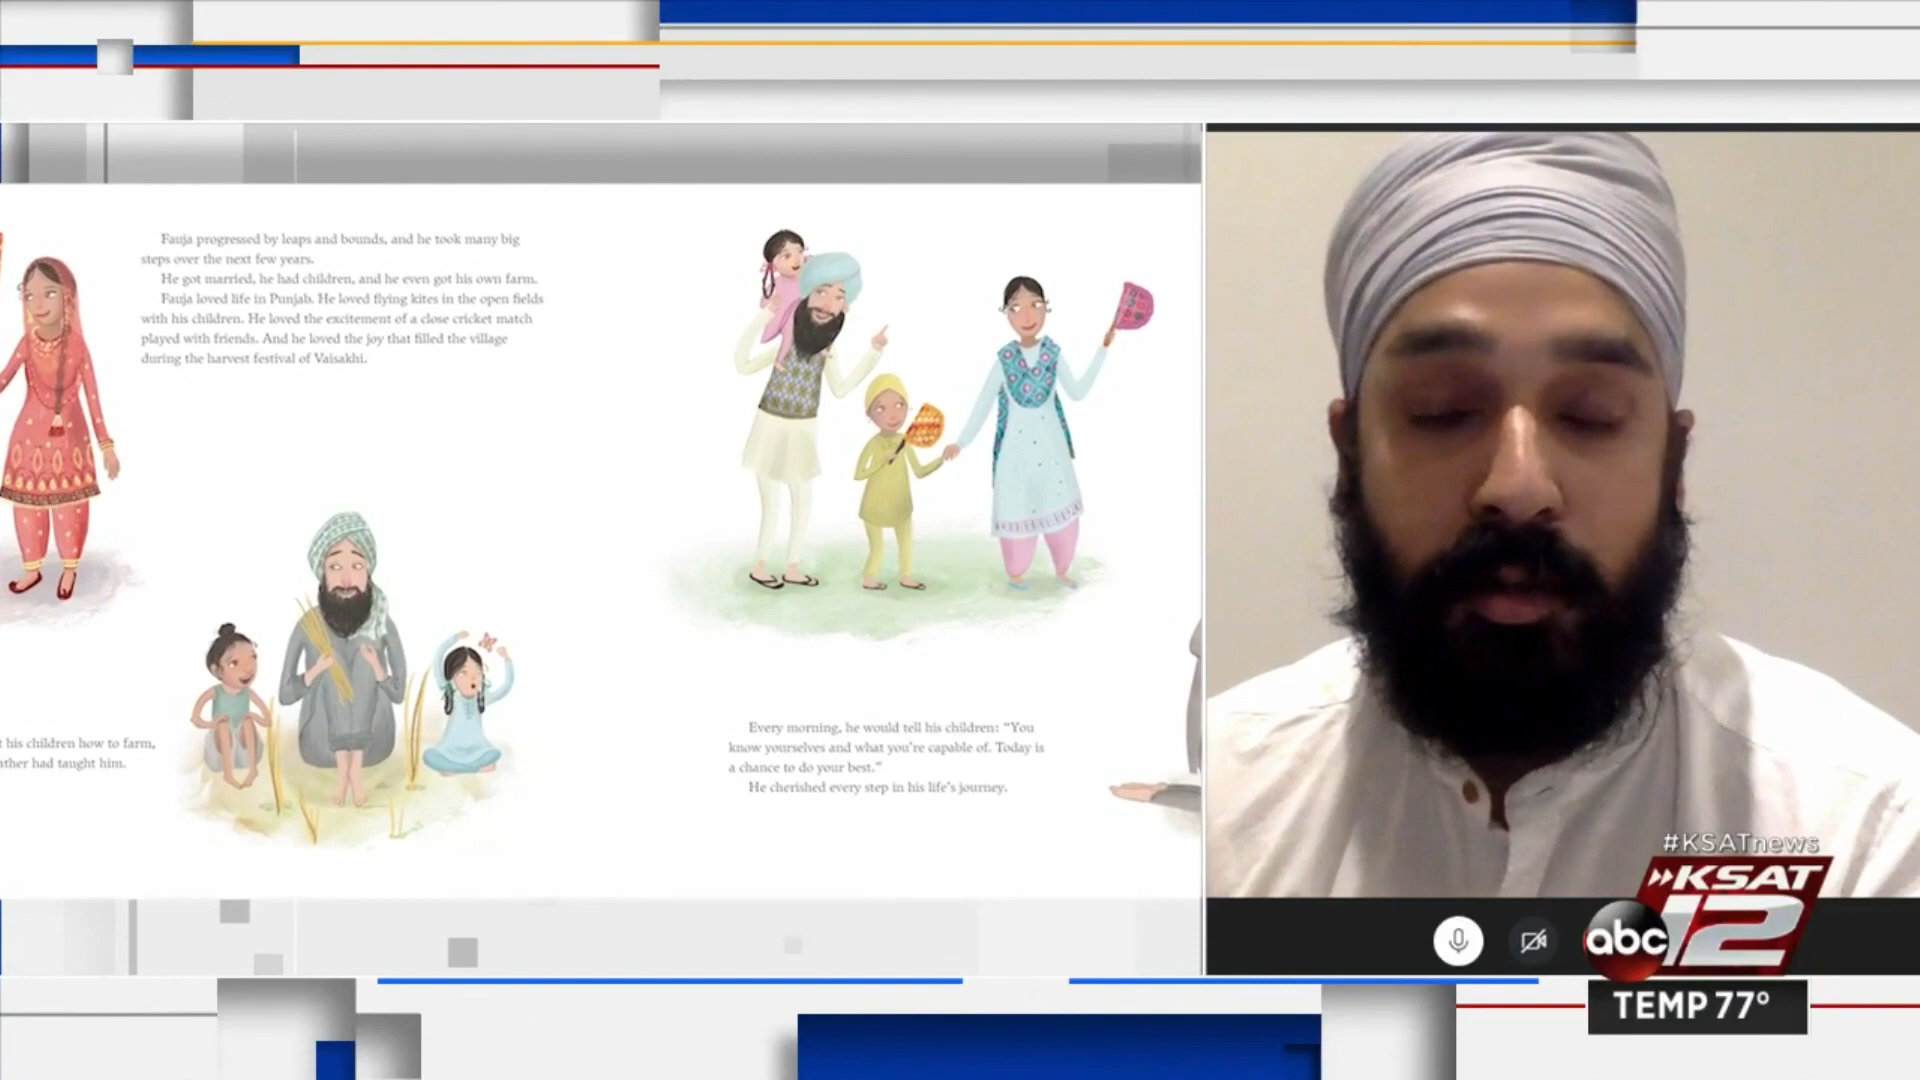 Fauja progressed by leaps and bounds, and he took many big
steps over the next few years.
He got married, he had children, and he even got his own farm.
Fauja loved life in Punjab. He loved flying kites in the open fields
with his children. He loved the excitement of a close cricket match
played with friends. And he loved the joy that filled the village
during the harvest festival of Vaisakhi.
his children how to farm,
had taught him.
Every morning, he would tell his children: “You
know yourselves and what you're capable of. Today is
a chance to do your best.”
He cherished every step in his life's journey.
#KSATnews
KSAT
abc 12
TEMP 77°